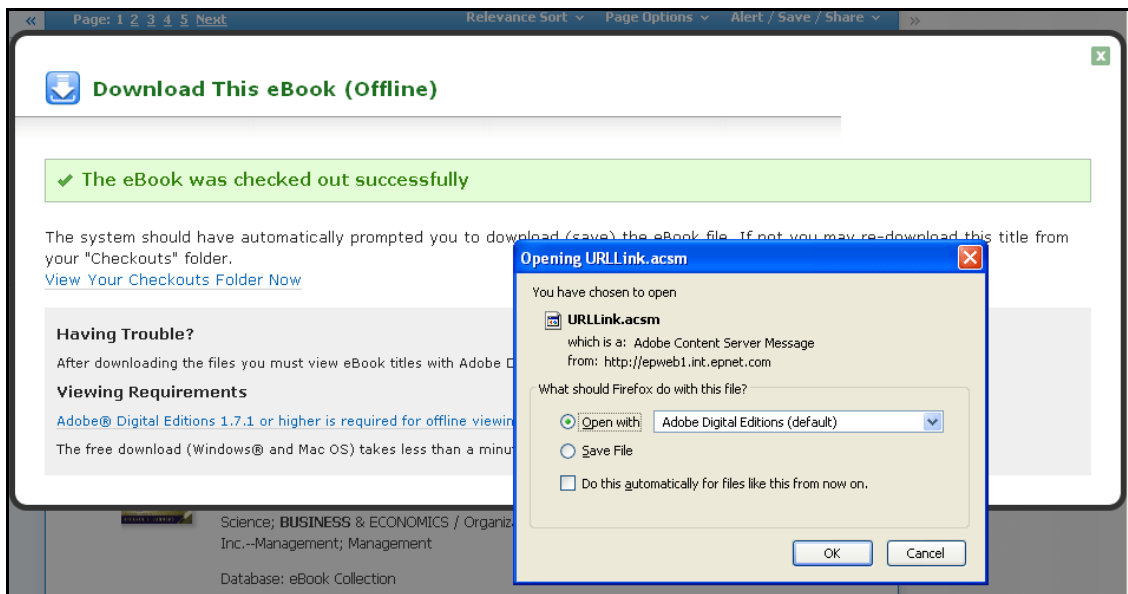 « Page: 1 2 3 4 5 Next Relevance Sort Page Options Alert / Save / Share »
x
Download This eBook (Offline)
The eBook was checked out successfully
The system should have automatically prompted you to download (save) the eBook file. If not you may re-download this title from
your "Checkouts" folder.
View Your Checkouts Folder Now
Having Trouble?
After downloading the files you must view eBook titles with Adobe
Viewing Requirements
Adobe® Digital Editions 1.7.1 or higher is required for offline
The free download (Windows® and Mac OS) takes less than a
Opening URLLink.acsm
You have chosen to open
URLLink.acsm
which is a: Adobe Content Server Message
from: http://epweb1.int.epnet.com
What should Firefox do with this file?
Open with Adobe Digital Editions (default)
Save File
Do this automatically for files like this from now on.
OK Cancel
Science; BUSINESS & ECONOMICS /
Inc.--Management; Management
Database: eBook Collection